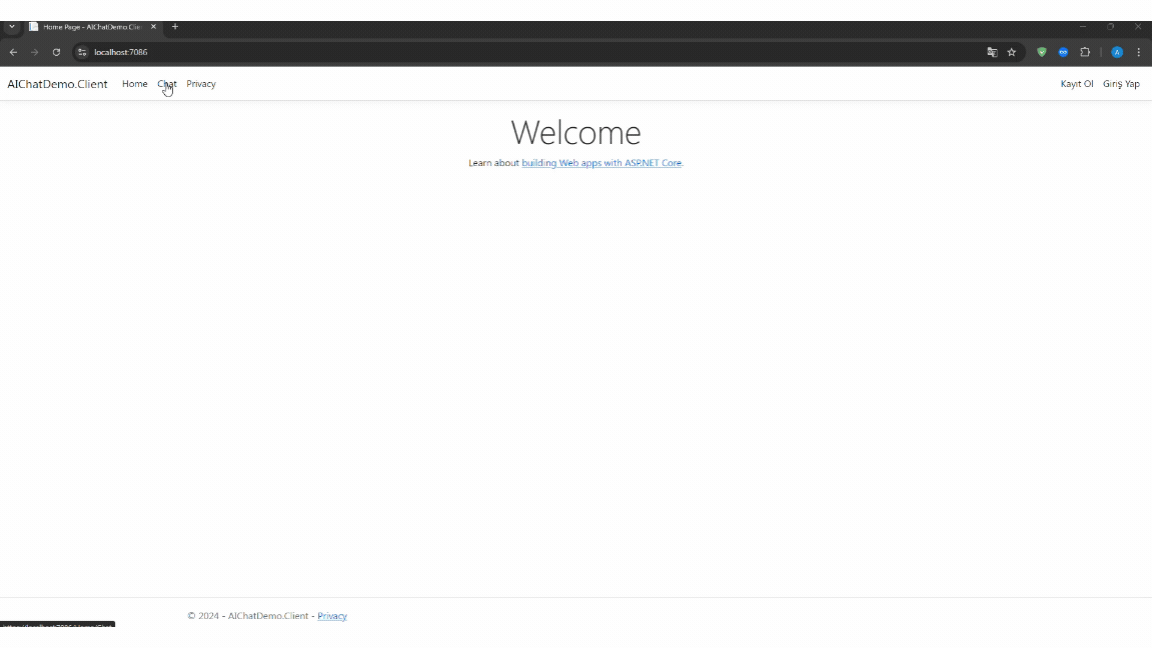 Home Page - AIChatDemo.Clie
localhost:7086
AIChatDemo.Client Home Chat Privacy Kayıt Ol Giriş Yap
Welcome
Learn about building Web apps with ASP.NET Core.
© 2024 - AIChatDemo.Client - Privacy